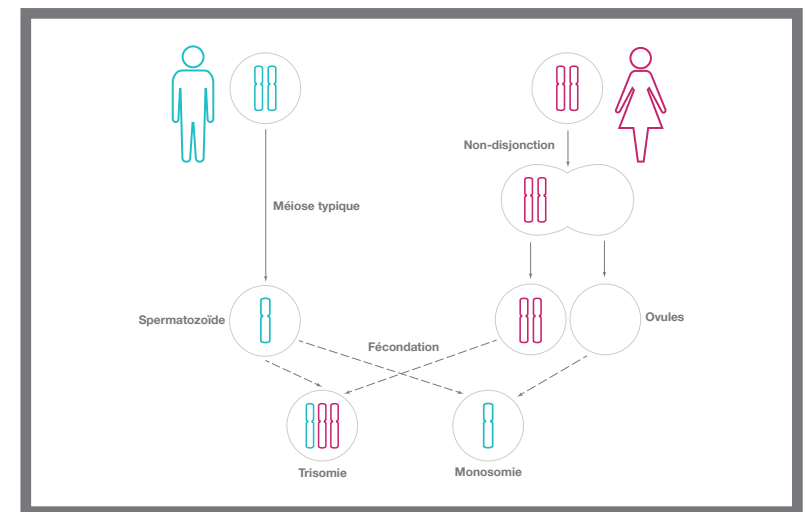 Non-disjonction
Méiose typique
Spermatozoïde
Ovules
Fécondation
Trisomie
Monosomie